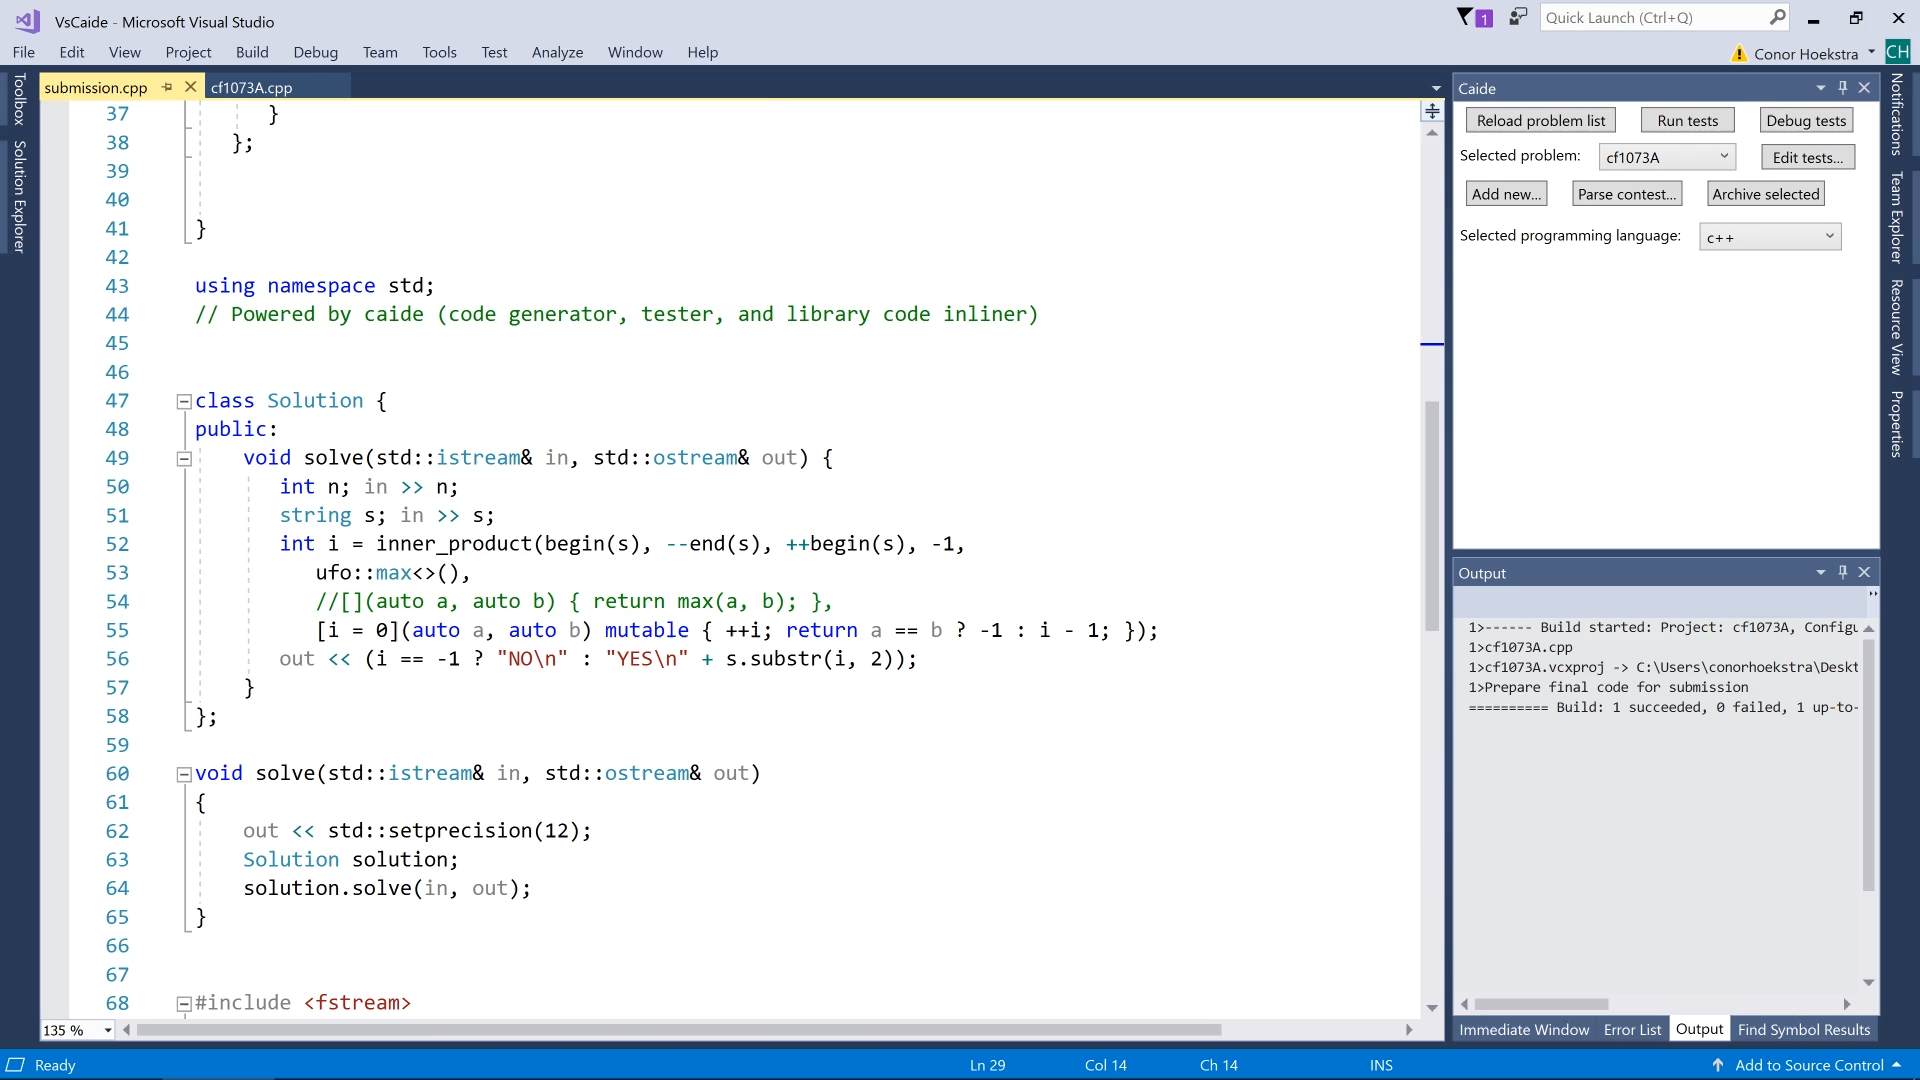 VsCaide - Microsoft Visual Studio
1
Quick Launch (Ctrl+Q)
File Edit View Project Build Debug Team Tools Test Analyze Window Help
Conor Hoekstra
CH
Toolbox
Solution Explorer
submission.cpp
cf1073A.cpp
37 }
38 };
39
40
41 }
42
43 using namespace std;
44 // Powered by caide (code generator, tester, and library code inliner)
45
46
47 class Solution {
48 public:
49 void solve(std::istream& in, std::ostream& out) {
50 int n; in >> n;
51 string s; in >> s;
52 int i = inner_product(begin(s), --end(s), ++begin(s), -1,
53 ufo::max<>(),
54 //[](auto a, auto b) { return max(a, b); },
55 [i = 0](auto a, auto b) mutable { ++i; return a == b ? -1 : i - 1; });
56 out << (i == -1 ? "NO\n" : "YES\n" + s.substr(i, 2));
57 }
58 };
59
60 void solve(std::istream& in, std::ostream& out)
61 {
62 out << std::setprecision(12);
63 Solution solution;
64 solution.solve(in, out);
65 }
66
67
68 #include <fstream>
135 %
Caide
Reload problem list
Run tests
Debug tests
Selected problem:
cf1073A
Edit tests...
Add new...
Parse contest...
Archive selected
Selected programming language:
c++
Output
1>------ Build started: Project: cf1073A, Configu
1>cf1073A.cpp
1>cf1073A.vcxproj -> C:\Users\conorhoekstra\Deskt
1>Prepare final code for submission
========== Build: 1 succeeded, 0 failed, 1 up-to-
Immediate Window
Error List
Output
Find Symbol Results
Notifications
Team Explorer
Resource View
Properties
Ready
Ln 29
Col 14
Ch 14
INS
Add to Source Control